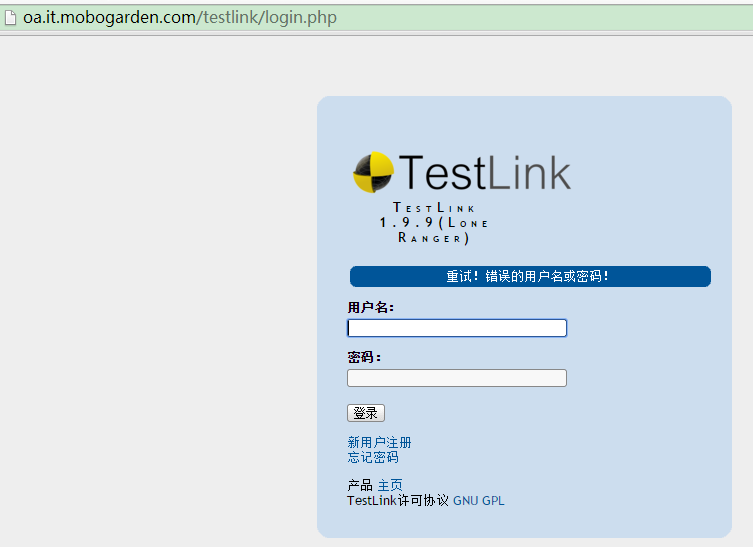 oa.it.mobogarden.com/testlink/login.php
TestLink
TestLink
1.9.9(Lone
Ranger)
重试！错误的用户名或密码！
用户名：
密码：
登录
新用户注册
忘记密码
产品 主页
TestLink许可协议 GNU GPL